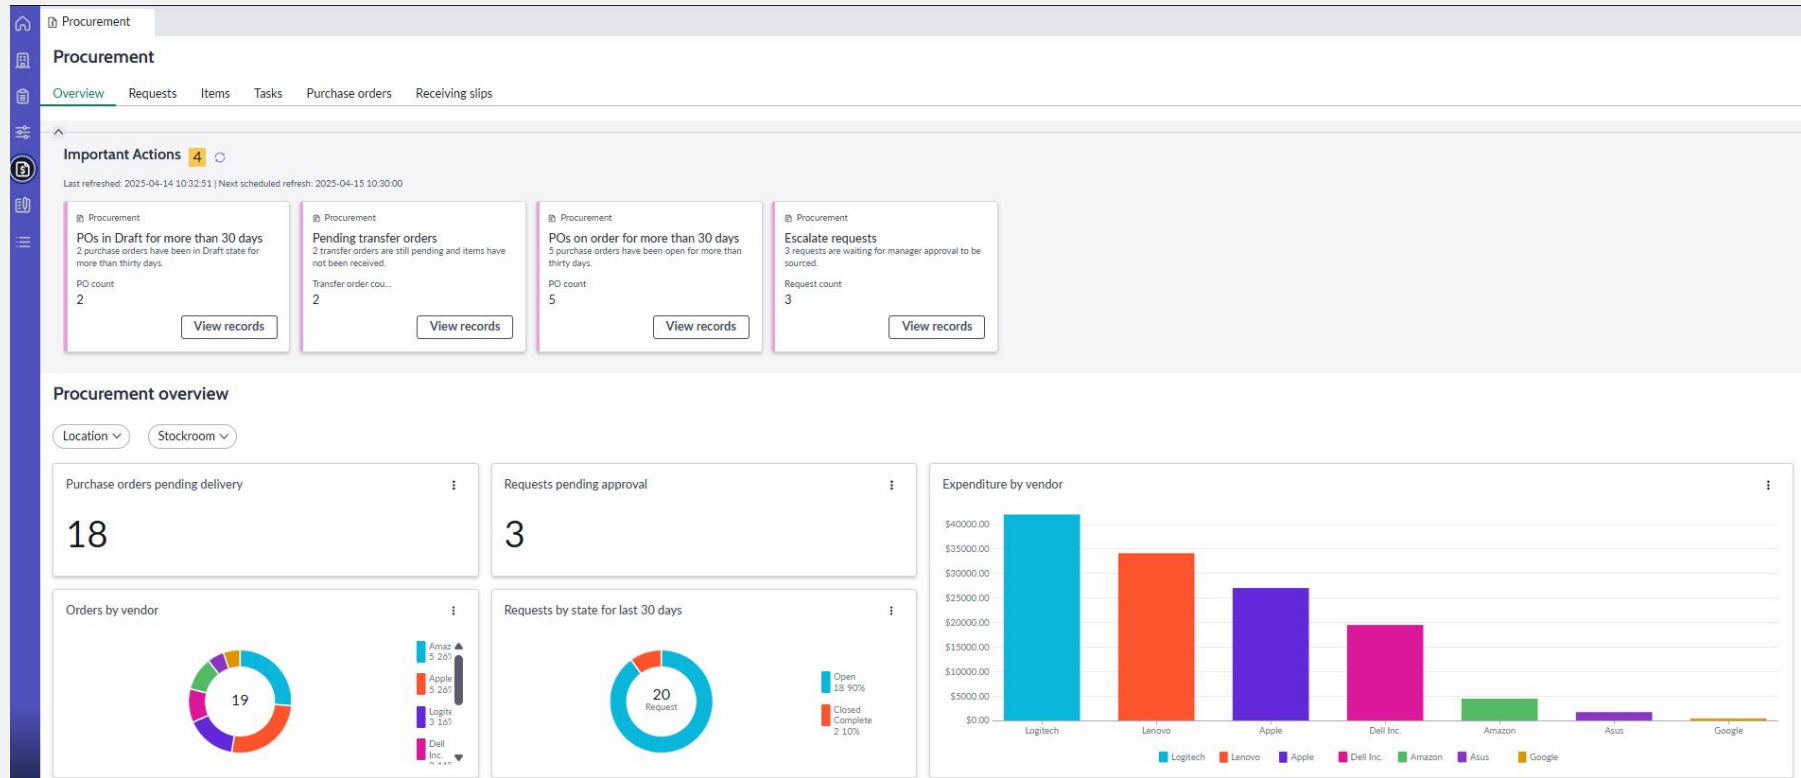 Procurement
Procurement
Overview Requests Items Tasks Purchase orders Receiving slips
Important Actions 4
Last refreshed: 2025-04-14 10:32:51 | Next scheduled refresh: 2025-04-15 10:30:00
Procurement
POs in Draft for more than 30 days
2 purchase orders have been in Draft state for
more than thirty days.
PO count
2
View records
Procurement
Pending transfer orders
2 transfer orders are still pending and items have
not been received.
Transfer order cou...
2
View records
Procurement
POs on order for more than 30 days
5 purchase orders have been open for more than
thirty days.
PO count
5
View records
Procurement
Escalate requests
3 requests are waiting for manager approval to be
sourced.
Request count
3
View records
Procurement overview
Location Stockroom
Purchase orders pending delivery
18
Requests pending approval
3
Orders by vendor
19
Amaz
5 26
Apple
5 26
Logite
3 16
Dell
Inc.
Requests by state for last 30 days
20
Request
Open
18 90%
Closed
Complete
2 10%
Expenditure by vendor
$40000.00
$35000.00
$30000.00
$25000.00
$20000.00
$15000.00
$10000.00
$5000.00
$0.00
Logitech Lenovo Apple Dell Inc. Amazon Asus Google
Logitech Lenovo Apple Dell Inc. Amazon Asus Google